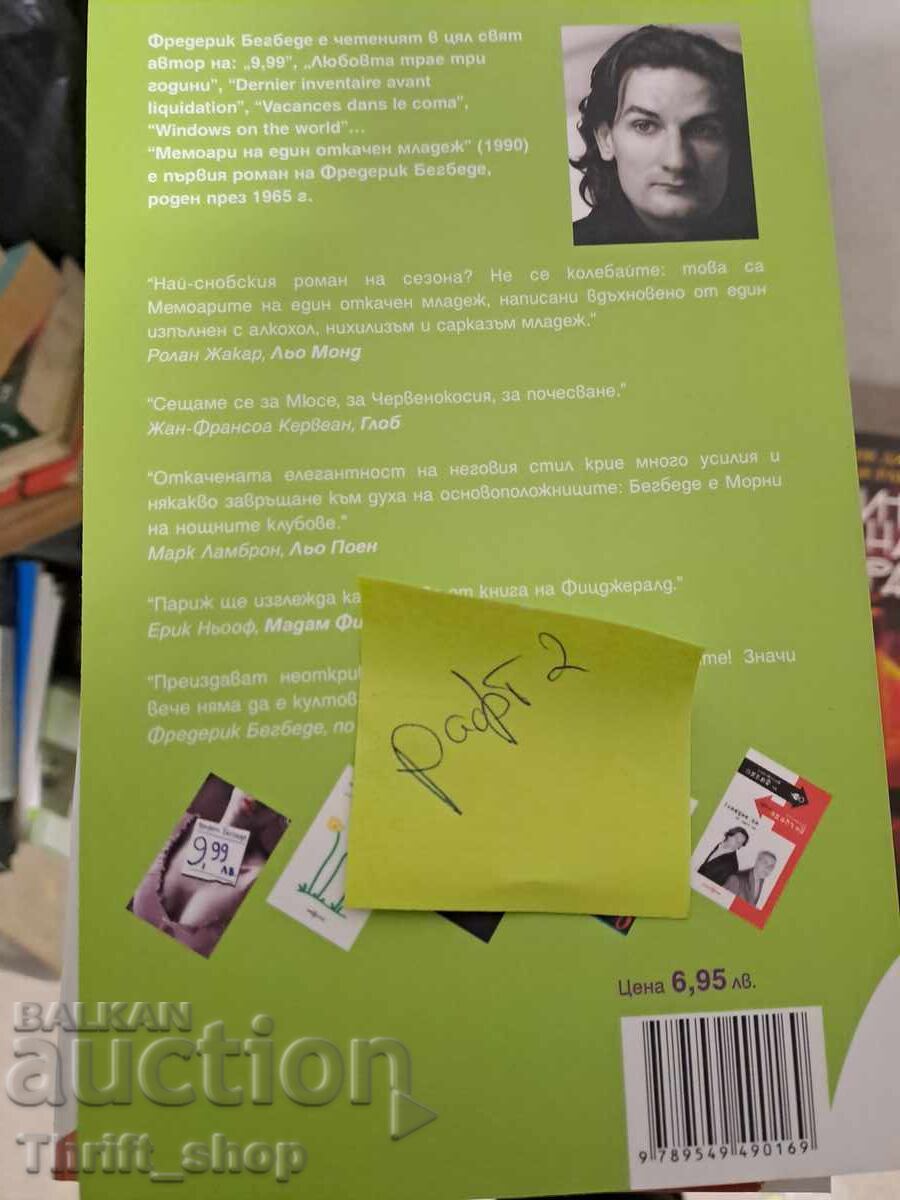 Фредерик Бегбеде е четеният в цял свят
автор на: „9,99”, „Любовта трае три
години”, “Dernier inventaire avant
liquidation”, “Vacances dans le coma”,
“Windows on the world”...
“Мемоари на един откачен младеж” (1990)
е първия роман на Фредерик Бегбеде,
роден през 1965 г.
“Най-снобския роман на сезона? Не се колебайте: това са
Мемоарите на един откачен младеж, написани вдъхновено от един
изпълнен с алкохол, нихилизъм и сарказъм младеж.”
Ролан Жакар, Льо Монд
“Сещаме се за Мюсе, за Червенокосия, за почесване.”
Жан-Франсоа Кервеан, Глоб
“Откачената елегантност на неговия стил крие много усилия и
някакво завръщане към духа на основоположниците: Бегбеде е Морни
на нощните клубове.”
Марк Ламброн, Льо Поен
“Париж ще изглежда от книга на Фицджералд.”
Ерик Ньооф, Мадам
“Преиздават Значи
вече няма да е
Фредерик Бегбеде, по
рафт 2
9,99
лв.
Цена 6,95 лв.
9 789549 490169
BALKAN
auction
Thrift_shop